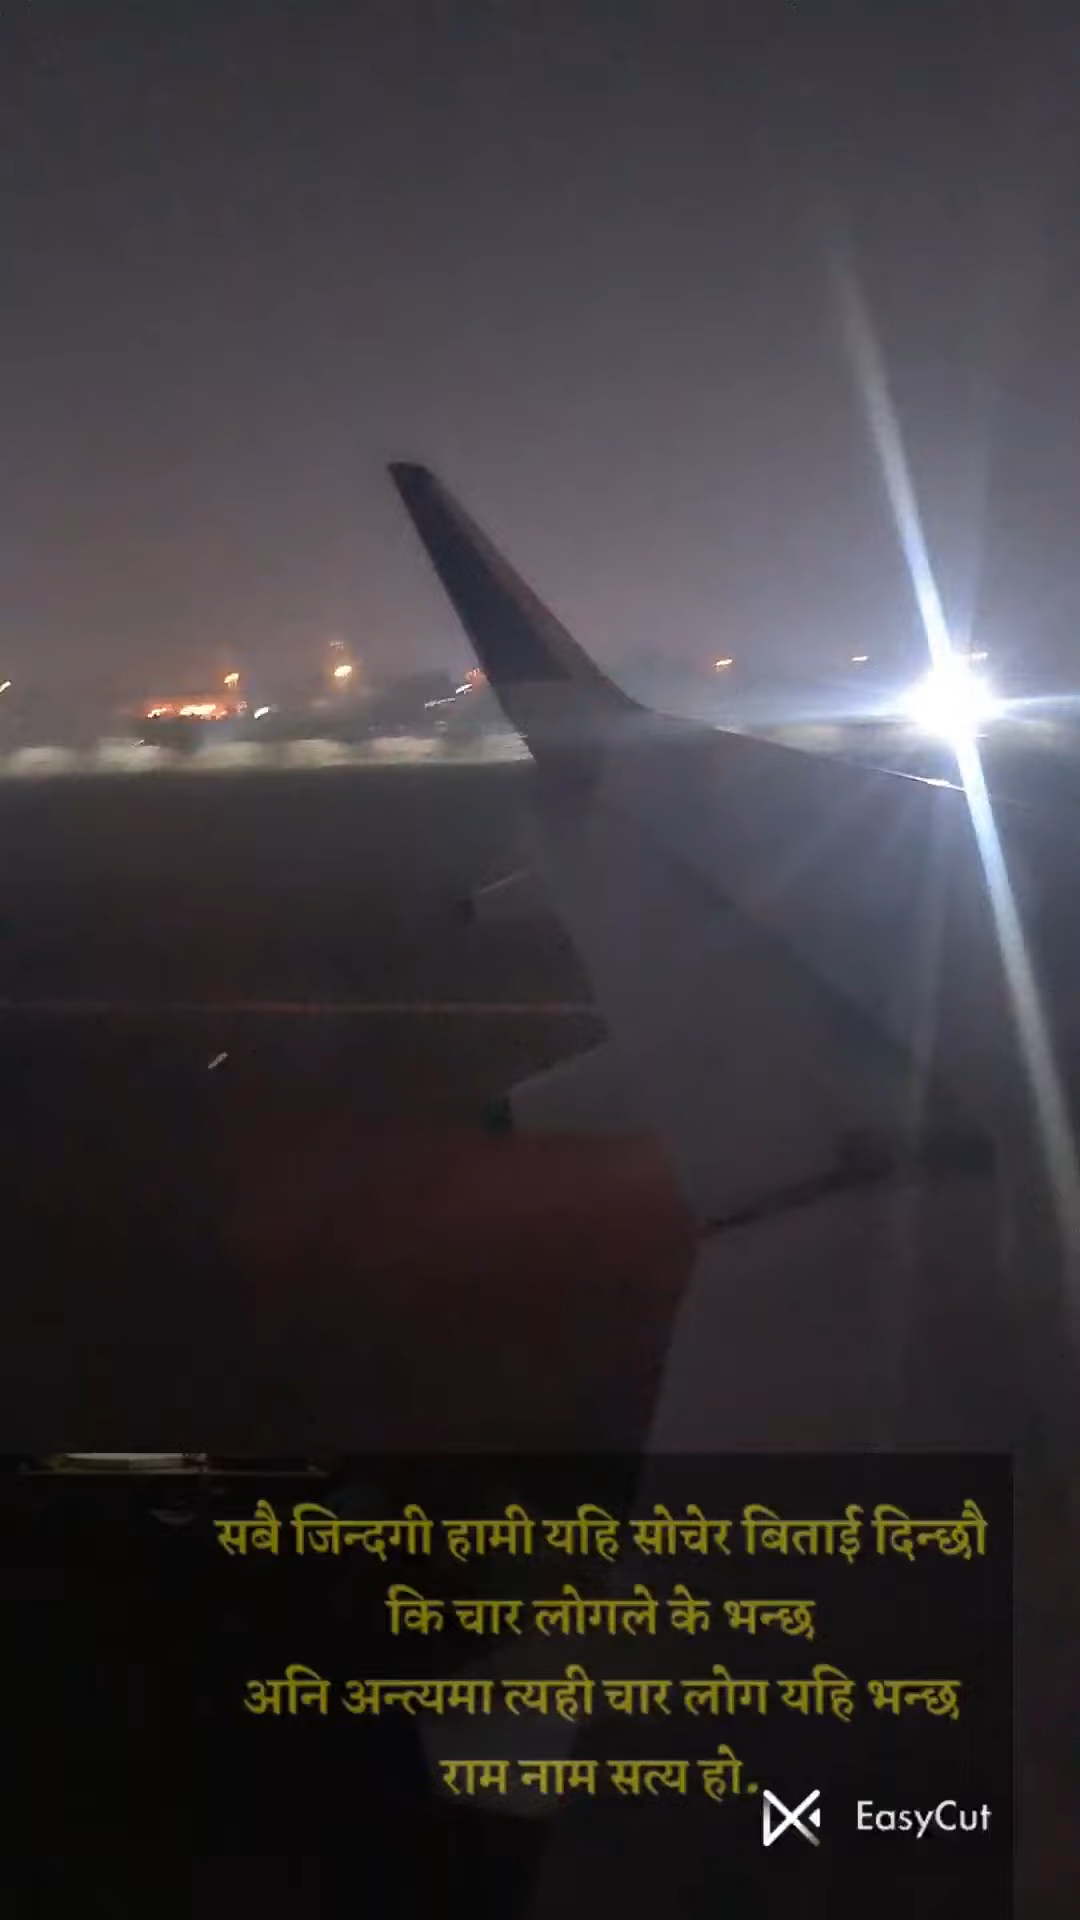 सबै जिन्दगी हामी यहि सोचेर बिताई दिन्छौ
कि चार लोगले के भन्छ
अनि अन्त्यमा त्यही चार लोग यहि भन्छ
राम नाम सत्य हो.
EasyCut